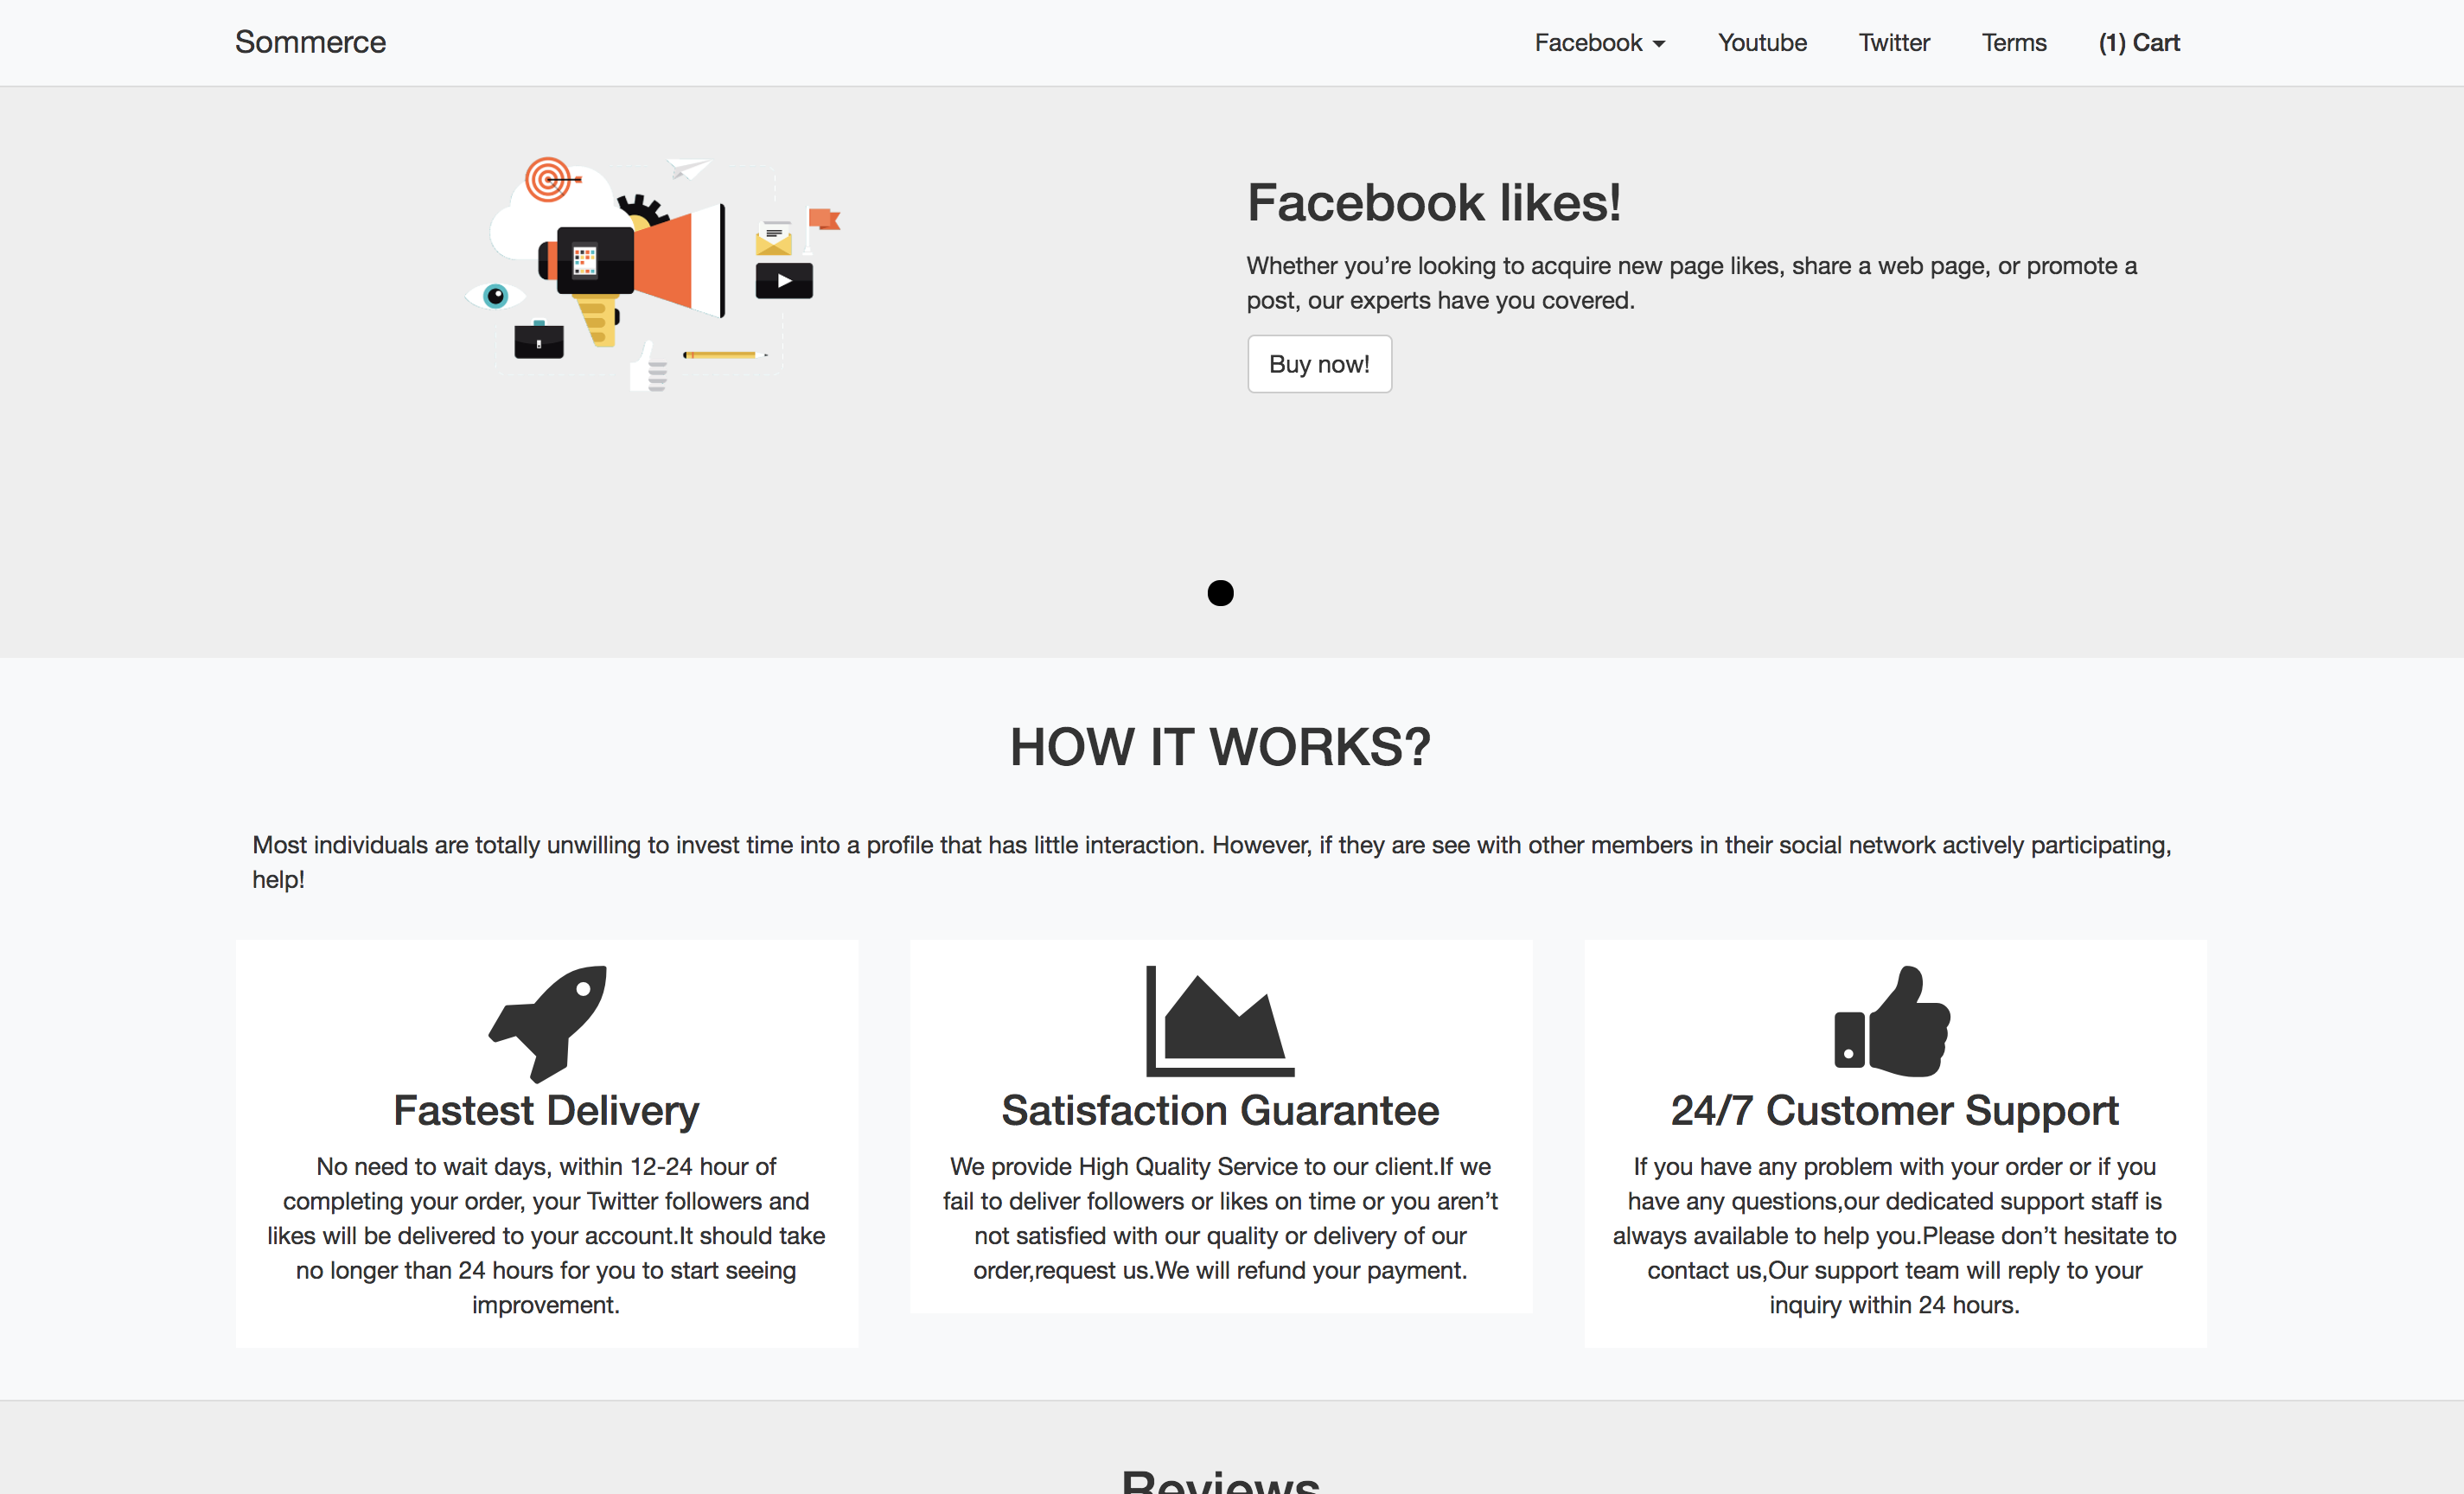 Sommerce
Facebook
Youtube
Twitter
Terms
(1) Cart
Facebook likes!
Whether you’re looking to acquire new page likes, share a web page, or promote a
post, our experts have you covered.
Buy now!
HOW IT WORKS?
Most individuals are totally unwilling to invest time into a profile that has little interaction. However, if they are see with other members in their social network actively participating,
help!
Fastest Delivery
No need to wait days, within 12-24 hour of
completing your order, your Twitter followers and
likes will be delivered to your account.It should take
no longer than 24 hours for you to start seeing
improvement.
Satisfaction Guarantee
We provide High Quality Service to our client.If we
fail to deliver followers or likes on time or you aren’t
not satisfied with our quality or delivery of our
order,request us.We will refund your payment.
24/7 Customer Support
If you have any problem with your order or if you
have any questions,our dedicated support staff is
always available to help you.Please don’t hesitate to
contact us,Our support team will reply to your
inquiry within 24 hours.
Reviews